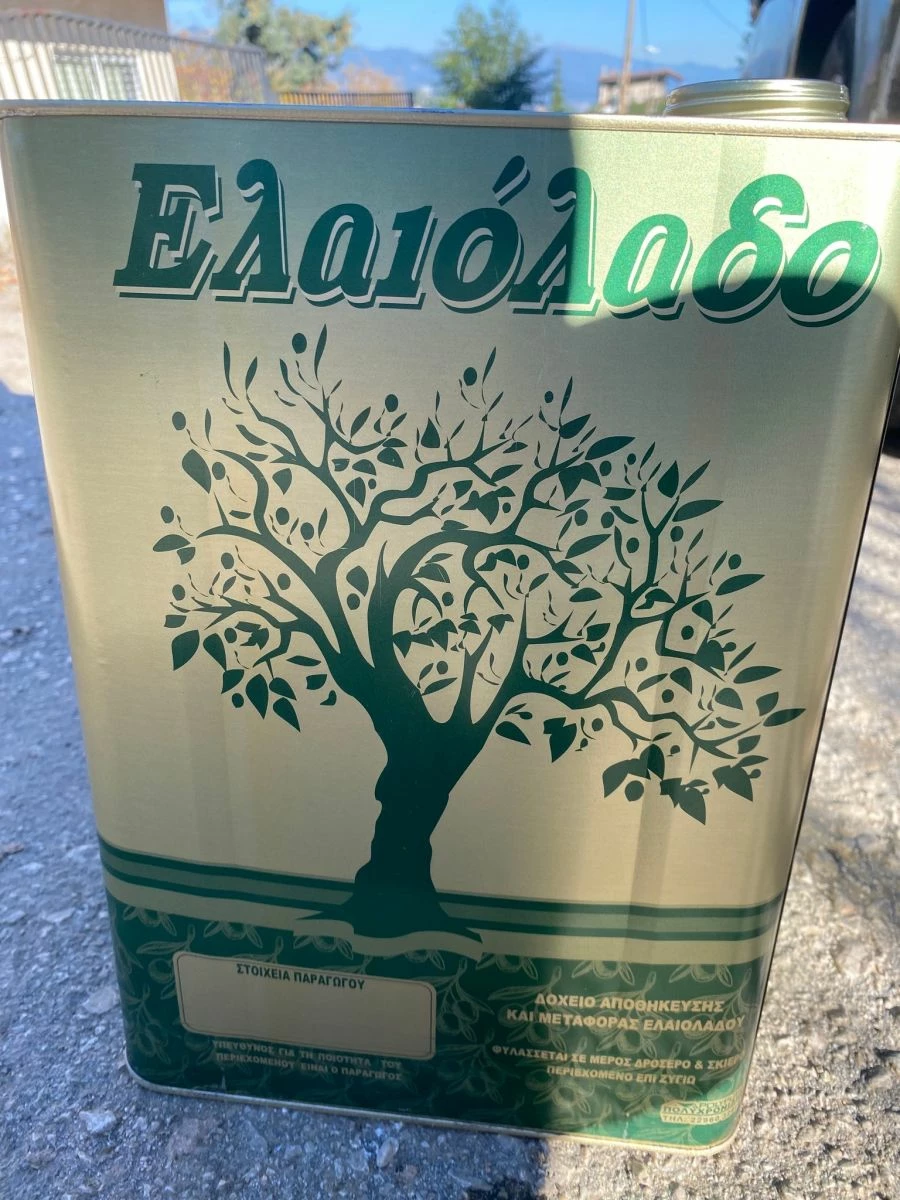 Ελαιόλαδο
ΣΤΟΙΧΕΙΑ ΠΑΡΑΓΩΓΟΥ
ΥΠΕΥΘΥΝΟΣ ΓΙΑ ΤΗ ΠΟΙΟΤΗΤΑ ΤΟΥ
ΠΕΡΙΕΧΟΜΕΝΟΥ ΕΙΝΑΙ Ο ΠΑΡΑΓΩΓΟΣ
ΔΟΧΕΙΟ ΑΠΟΘΗΚΕΥΣΗΣ
ΚΑΙ ΜΕΤΑΦΟΡΑΣ ΕΛΑΙΟΛΑΔΟΥ
ΦΥΛΑΣΣΕΤΑΙ ΣΕ ΜΕΡΟΣ ΔΡΟΣΕΡΟ &
ΠΕΡΙΕΧΟΜΕΝΟ ΕΠΙ ΖΥΓΙΩ
ΤΗΛ.